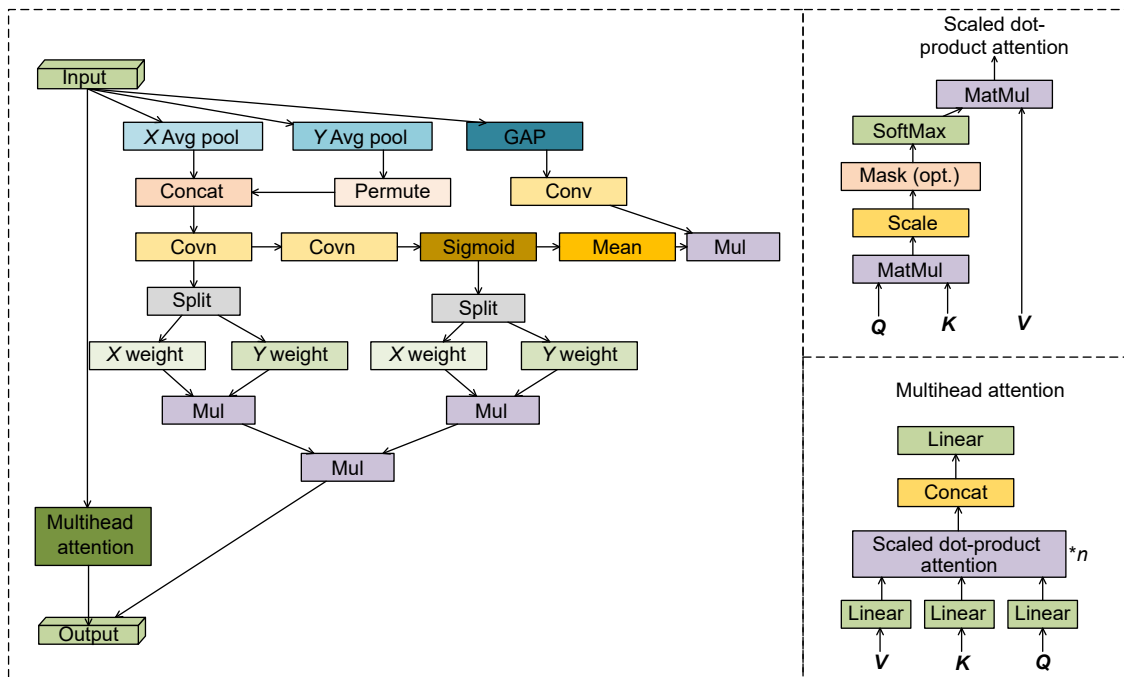 Input
X Avg pool
Y Avg pool
GAP
Concat
Permute
Conv
Covn
Covn
Sigmoid
Mean
Mul
Split
Split
X weight
Y weight
X weight
Y weight
Mul
Mul
Mul
Multihead
attention
Output
Scaled dot-
product attention
MatMul
SoftMax
Mask (opt.)
Scale
MatMul
Q
K
V
Multihead attention
Linear
Concat
Scaled dot-product
attention
*n
Linear
Linear
Linear
V
K
Q